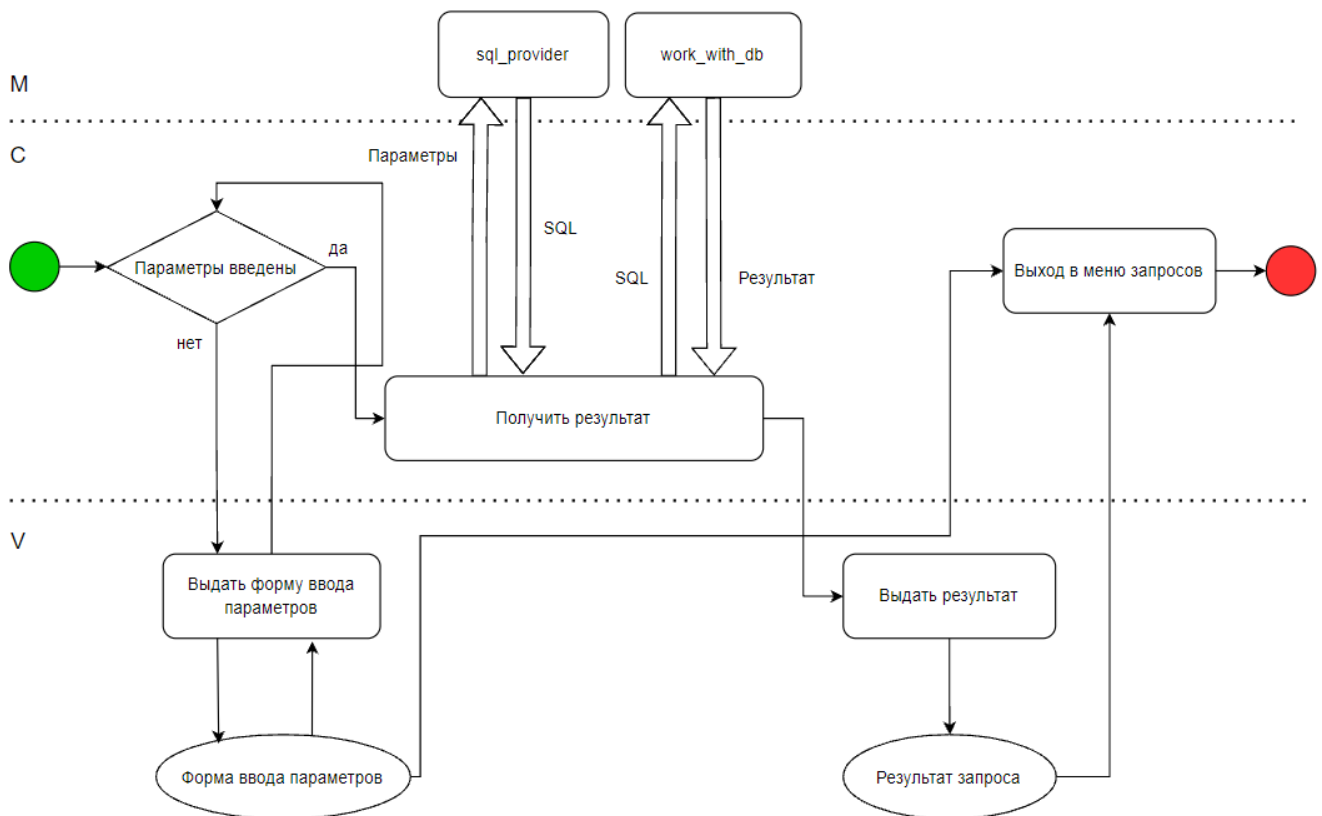 sql_provider
work_with_db
M
C
Параметры
SQL
SQL
Результат
Параметры введены
да
нет
Выход в меню запросов
Получить результат
V
Выдать форму ввода
параметров
Выдать результат
Форма ввода параметров
Результат запроса